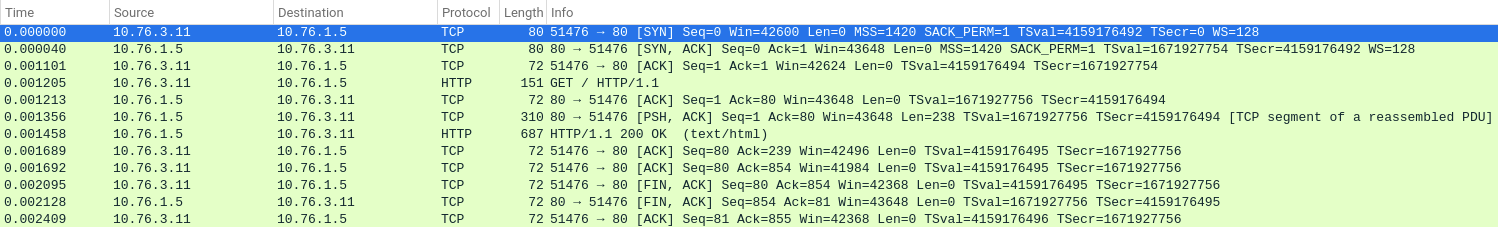 Time Source Destination Protocol Length Info
0.000000 10.76.3.11 10.76.1.5 TCP 80 51476 → 80 [SYN] Seq=0 Win=42600 Len=0 MSS=1420 SACK_PERM=1 TSval=4159176492 TSecr=0 WS=128
0.000040 10.76.1.5 10.76.3.11 TCP 80 80 → 51476 [SYN, ACK] Seq=0 Ack=1 Win=43648 Len=0 MSS=1420 SACK_PERM=1 TSval=1671927754 TSecr=4159176492 WS=128
0.001101 10.76.3.11 10.76.1.5 TCP 72 51476 → 80 [ACK] Seq=1 Ack=1 Win=42624 Len=0 TSval=4159176494 TSecr=1671927754
0.001205 10.76.3.11 10.76.1.5 HTTP 151 GET / HTTP/1.1
0.001213 10.76.1.5 10.76.3.11 TCP 72 80 → 51476 [ACK] Seq=1 Ack=80 Win=43648 Len=0 TSval=1671927756 TSecr=4159176494
0.001356 10.76.1.5 10.76.3.11 TCP 310 80 → 51476 [PSH, ACK] Seq=1 Ack=80 Win=43648 Len=238 TSval=1671927756 TSecr=4159176494 [TCP segment of a reassembled PDU]
0.001458 10.76.1.5 10.76.3.11 HTTP 687 HTTP/1.1 200 OK  (text/html)
0.001689 10.76.3.11 10.76.1.5 TCP 72 51476 → 80 [ACK] Seq=80 Ack=239 Win=42496 Len=0 TSval=4159176495 TSecr=1671927756
0.001692 10.76.3.11 10.76.1.5 TCP 72 51476 → 80 [ACK] Seq=80 Ack=854 Win=41984 Len=0 TSval=4159176495 TSecr=1671927756
0.002095 10.76.3.11 10.76.1.5 TCP 72 51476 → 80 [FIN, ACK] Seq=80 Ack=854 Win=42368 Len=0 TSval=4159176495 TSecr=1671927756
0.002128 10.76.1.5 10.76.3.11 TCP 72 80 → 51476 [FIN, ACK] Seq=854 Ack=81 Win=43648 Len=0 TSval=1671927756 TSecr=4159176495
0.002409 10.76.3.11 10.76.1.5 TCP 72 51476 → 80 [ACK] Seq=81 Ack=855 Win=42368 Len=0 TSval=4159176496 TSecr=1671927756